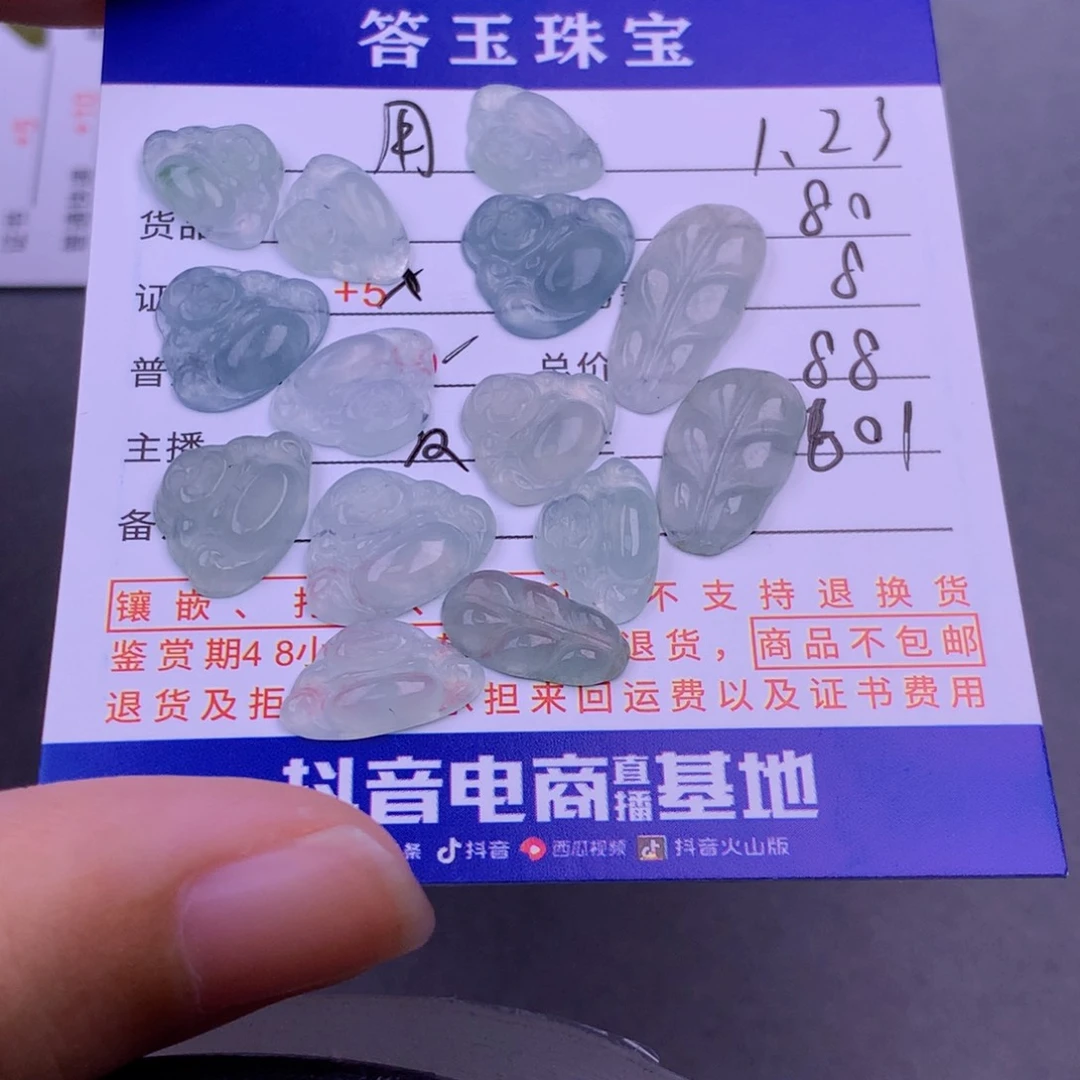 答玉珠宝
用 1、23
货品 80
证 +5 8
普 总价 88
主播 601
备
镶嵌、 不支持退换货
鉴赏期48小 退货，商品不包邮
退货及拒 担来回运费以及证书费用
抖音电商直播基地
条 抖音 西瓜视频 抖音火山版